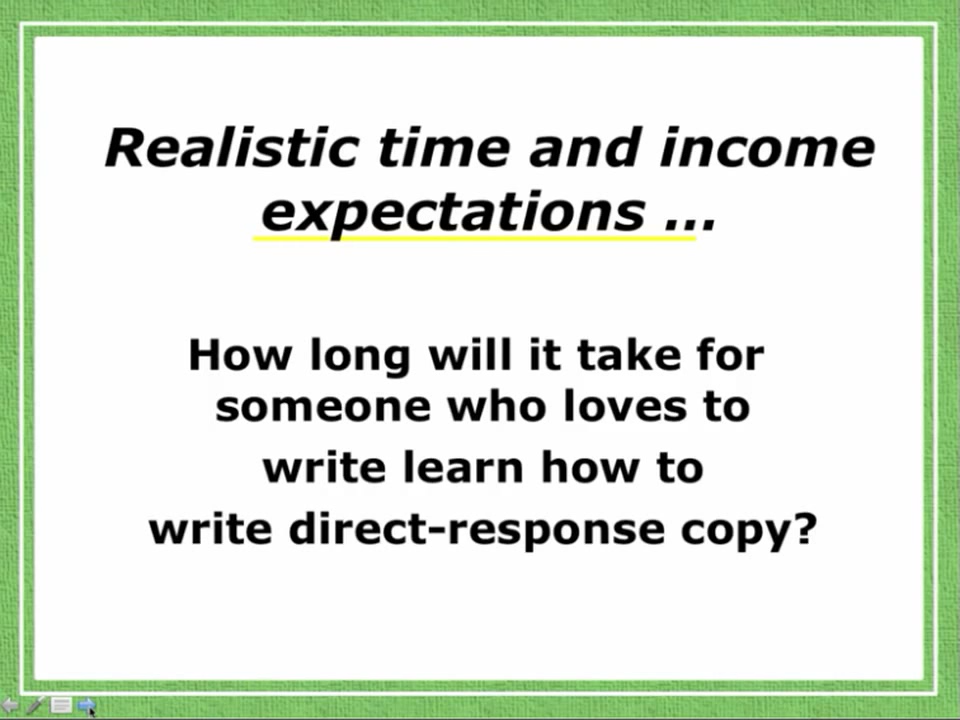 Realistic time and income
expectations ...
How long will it take for
someone who loves to
write learn how to
write direct-response copy?